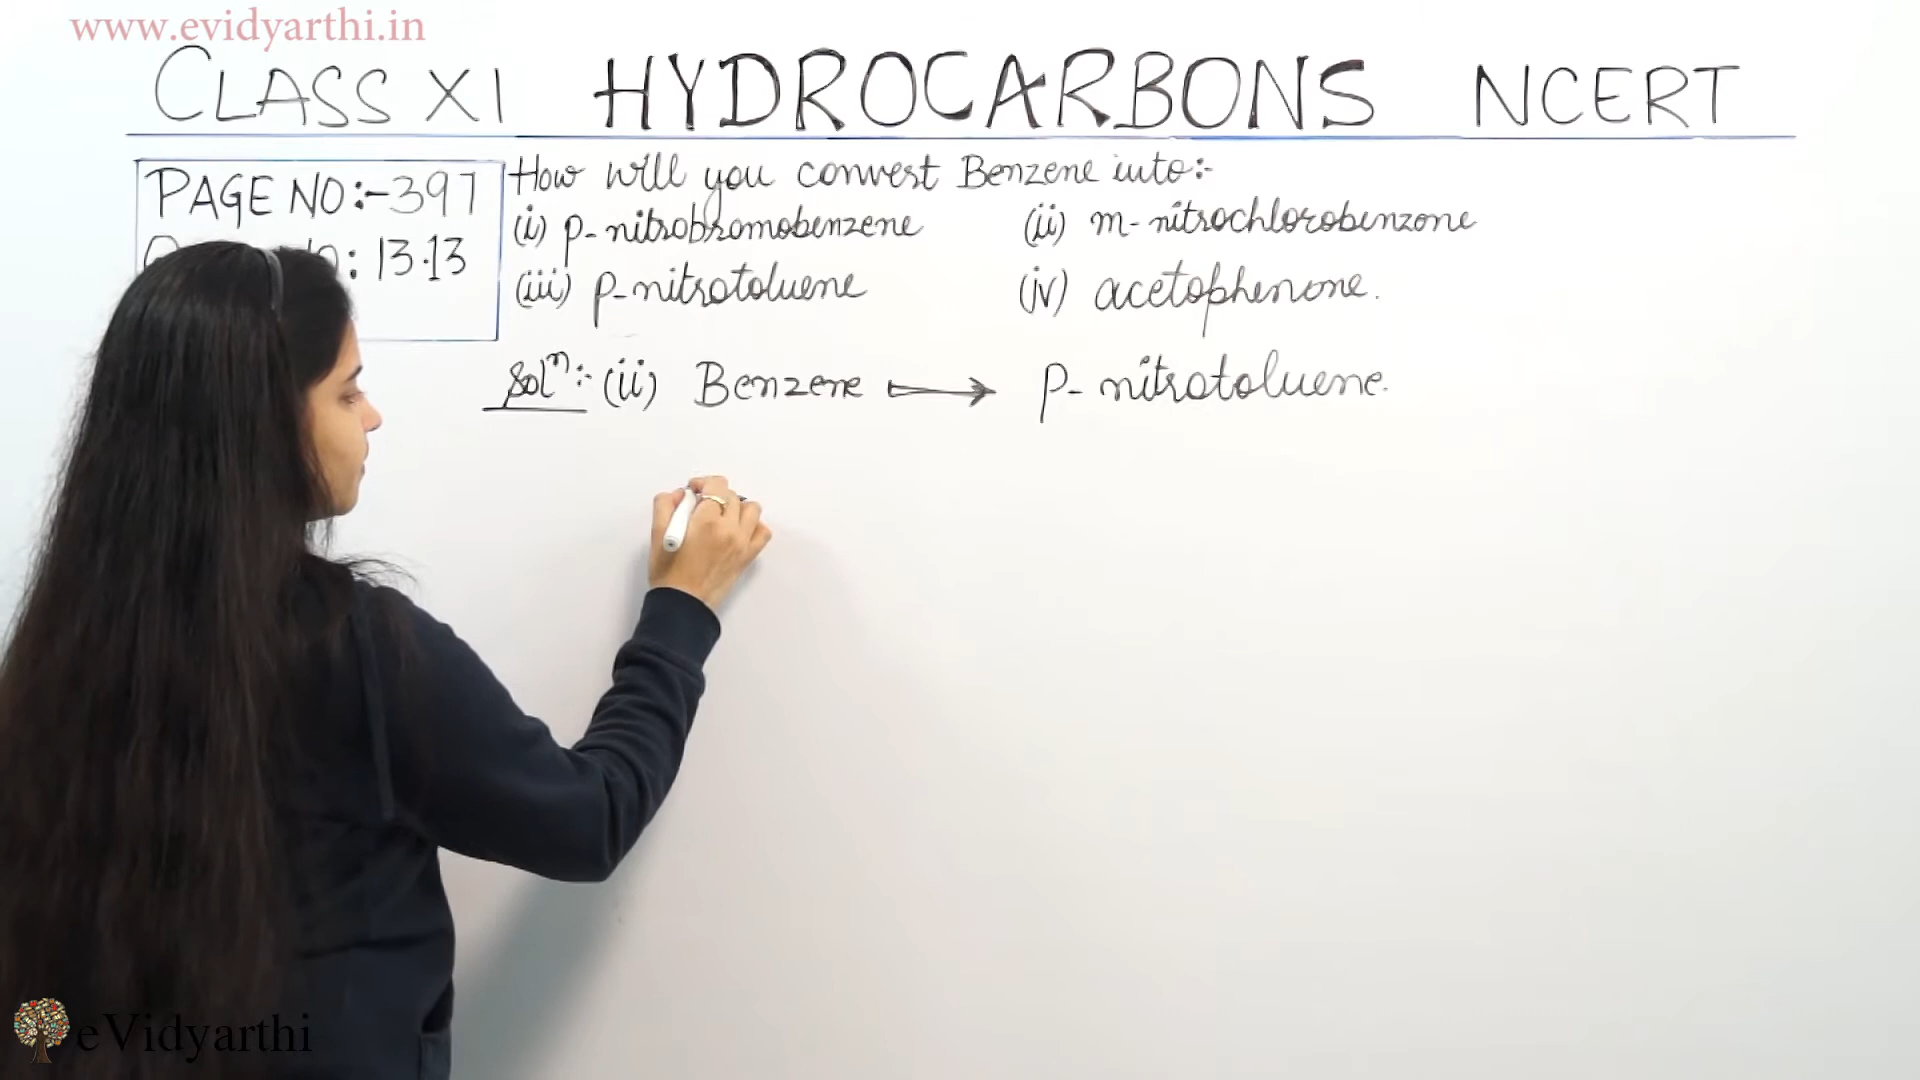 www.evidyarthi.in
CLASS XI HYDROCARBONS NCERT
PAGE NO:-397
: 13.13
How will you convert Benzene into:-
(i) p-nitrobromobenzene (ii) m-nitrochlorobenzene
(iii) p-nitrotoluene (iv) acetophenone.
Solⁿ:- (ii) Benzene → p-nitrotoluene.
eVidyarthi